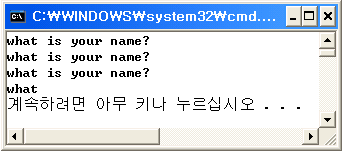 C:₩WINDOWS₩system32₩cmd....
what is your name?
what is your name?
what is your name?
what
계속하려면 아무 키나 누르십시오 . . .